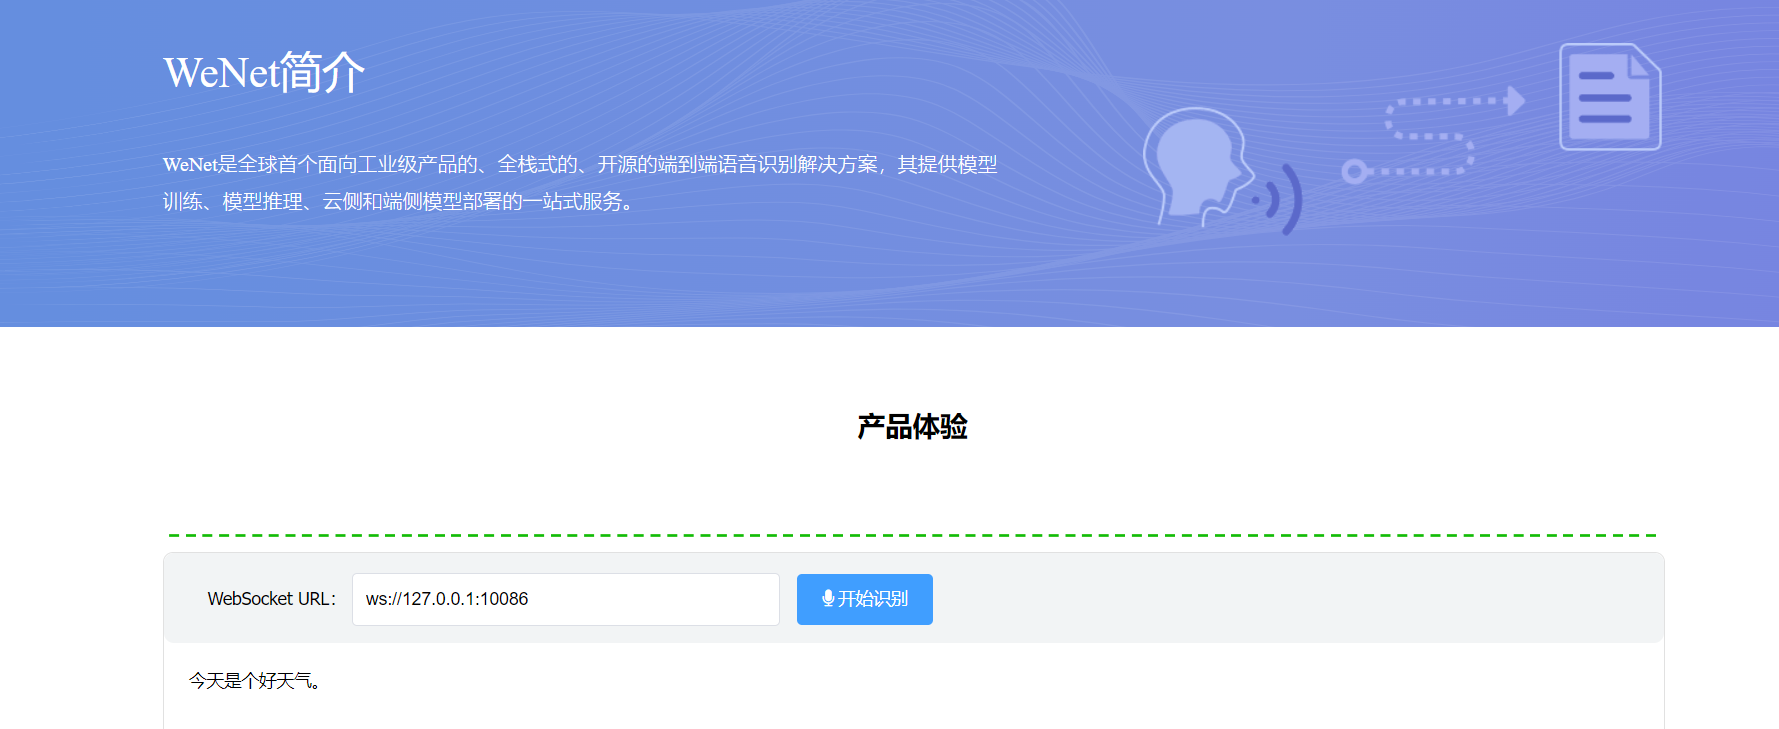 WeNet简介
WeNet是全球首个面向工业级产品的、全栈式的、开源的端到端语音识别解决方案，其提供模型
训练、模型推理、云侧和端侧模型部署的一站式服务。
产品体验
WebSocket URL： ws://127.0.0.1:10086 开始识别
今天是个好天气。